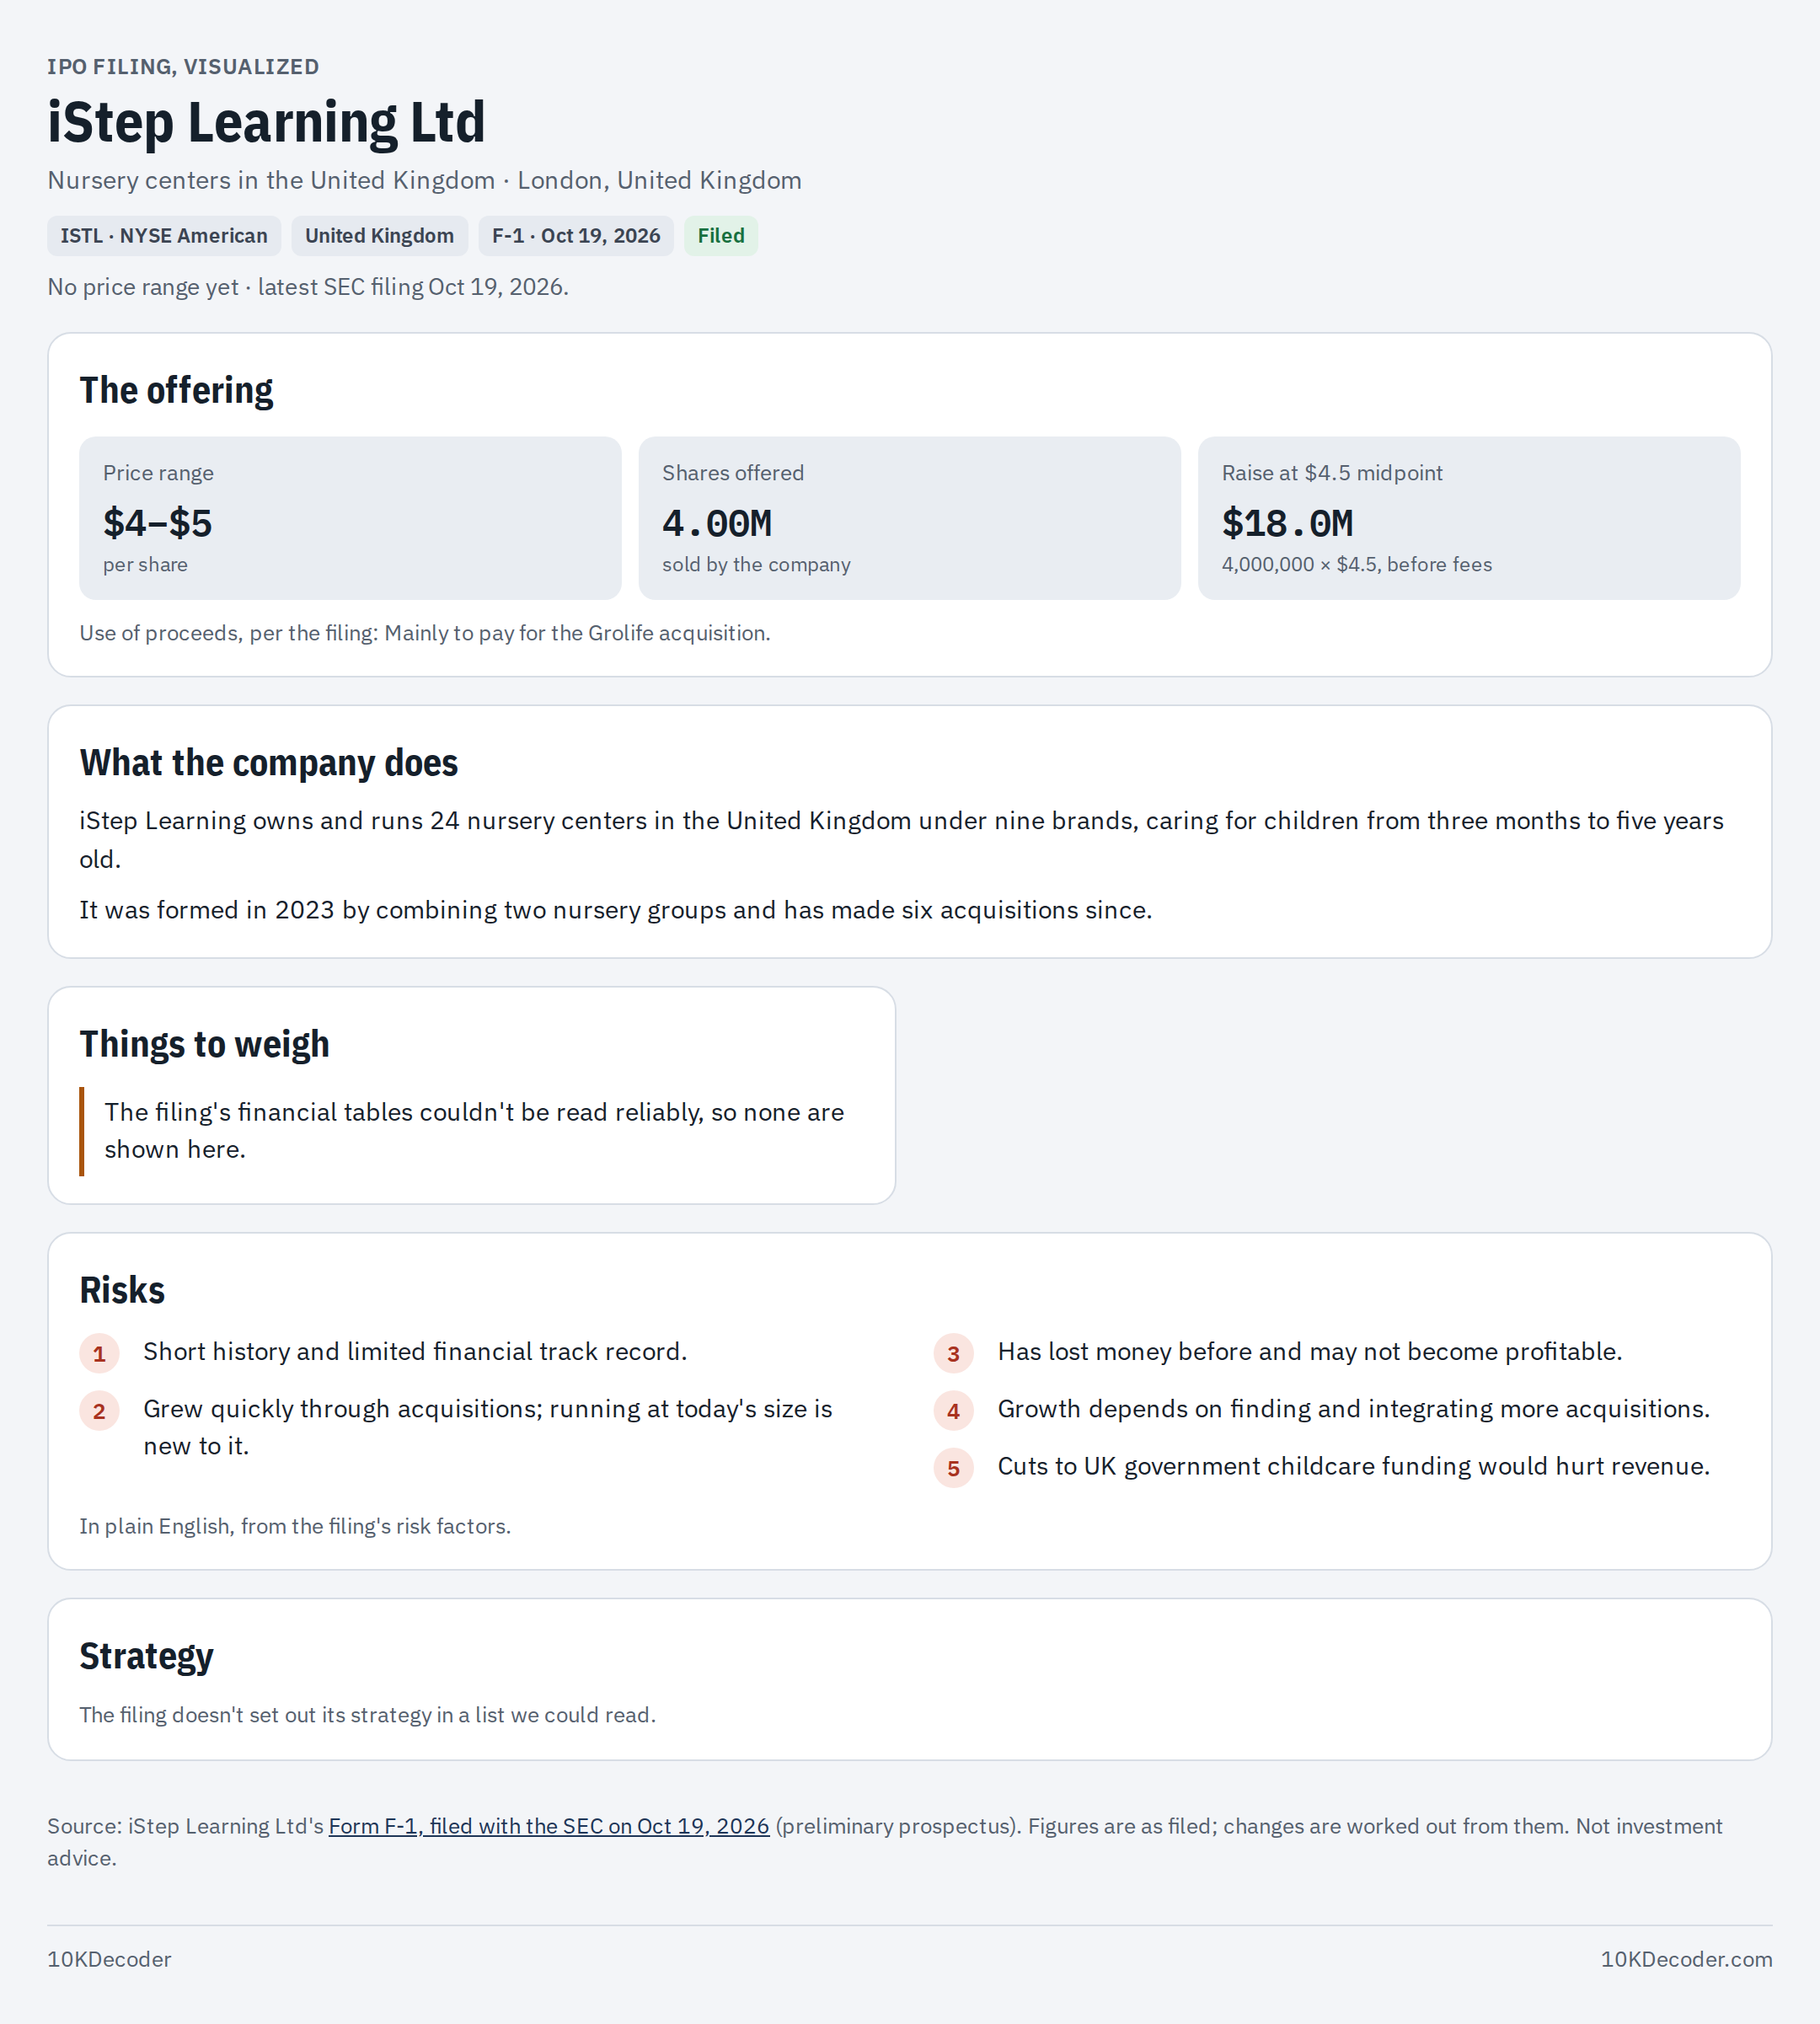 IPO FILING, VISUALIZED
iStep Learning Ltd
Nursery centers in the United Kingdom · London, United Kingdom
ISTL · NYSE American
United Kingdom
F-1 · Oct 19, 2026
Filed
No price range yet · latest SEC filing Oct 19, 2026.
The offering
Price range
$4–$5
per share
Shares offered
4.00M
sold by the company
Raise at $4.5 midpoint
$18.0M
4,000,000 × $4.5, before fees
Use of proceeds, per the filing: Mainly to pay for the Grolife acquisition.
What the company does
iStep Learning owns and runs 24 nursery centers in the United Kingdom under nine brands, caring for children from three months to five years
old.
It was formed in 2023 by combining two nursery groups and has made six acquisitions since.
Things to weigh
The filing's financial tables couldn't be read reliably, so none are
shown here.
Risks
1 Short history and limited financial track record.
2 Grew quickly through acquisitions; running at today's size is
new to it.
3 Has lost money before and may not become profitable.
4 Growth depends on finding and integrating more acquisitions.
5 Cuts to UK government childcare funding would hurt revenue.
In plain English, from the filing's risk factors.
Strategy
The filing doesn't set out its strategy in a list we could read.
Source: iStep Learning Ltd's Form F-1, filed with the SEC on Oct 19, 2026 (preliminary prospectus). Figures are as filed; changes are worked out from them. Not investment
advice.
10KDecoder
10KDecoder.com